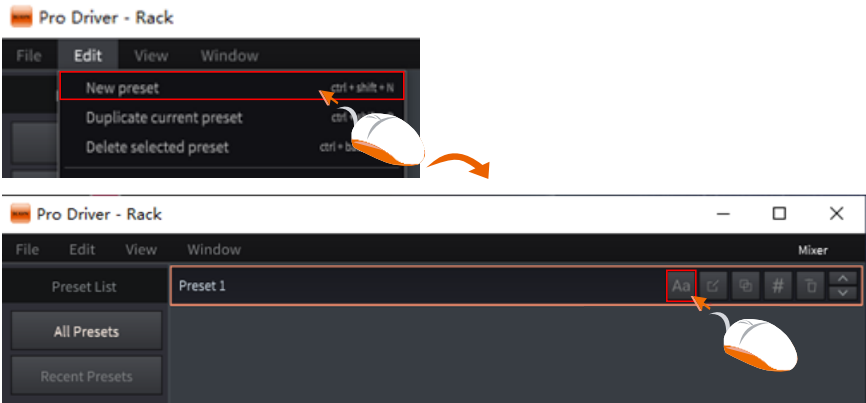 Pro Driver - Rack
File Edit View Window
New preset ctrl + shift + N
Duplicate current preset
Delete selected preset
Pro Driver - Rack
File Edit View Window Mixer
Preset List Preset 1 Aa #
All Presets
Recent Presets